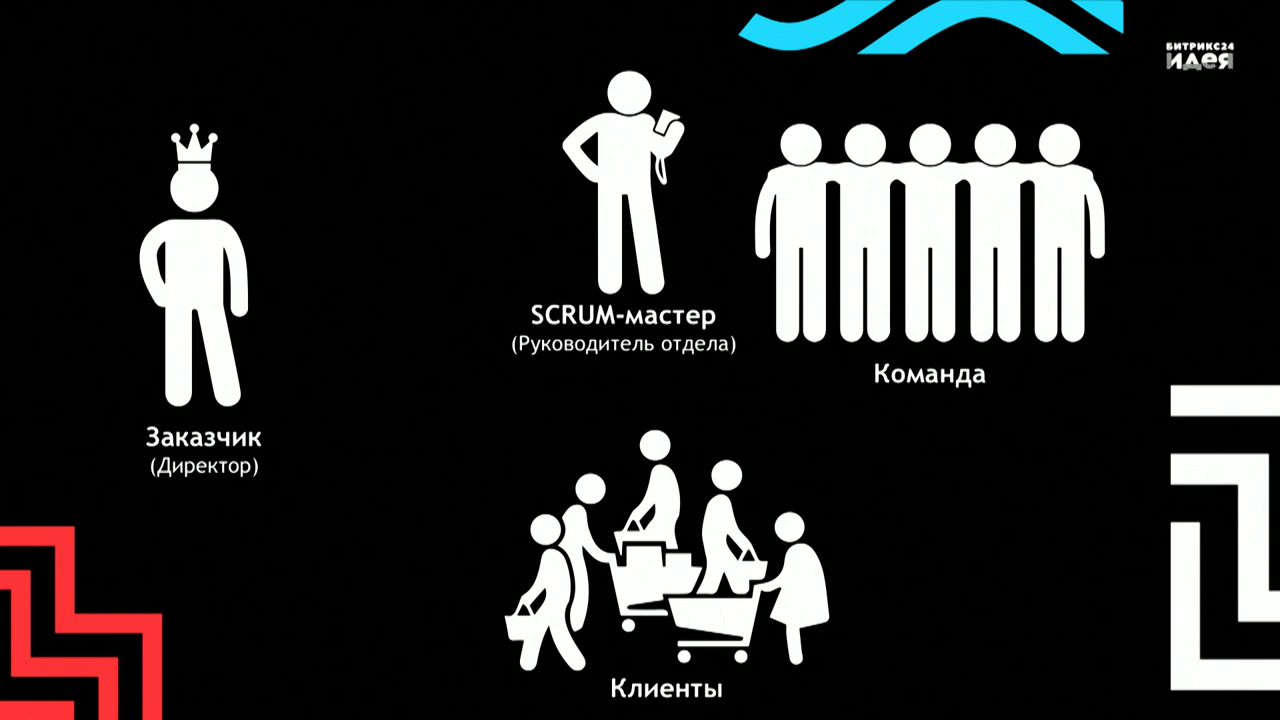 БИТРИКС24
идея
SCRUM-мастер
(Руководитель отдела)
Команда
Заказчик
(Директор)
Клиенты